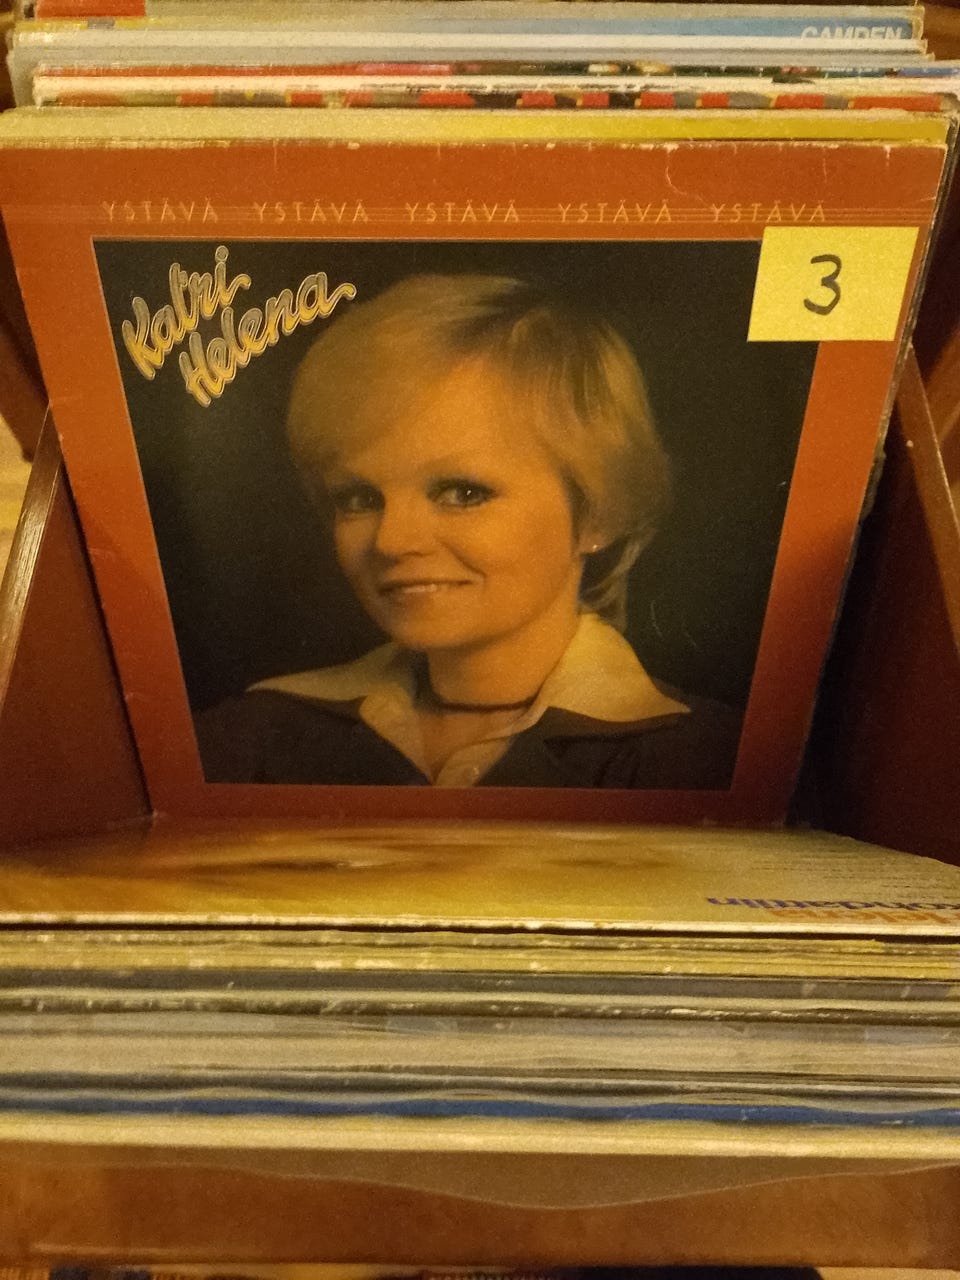 CAMDEN
YSTÄVÄ YSTÄVÄ YSTÄVÄ YSTÄVÄ YSTÄVÄ
Katri
Helena
3